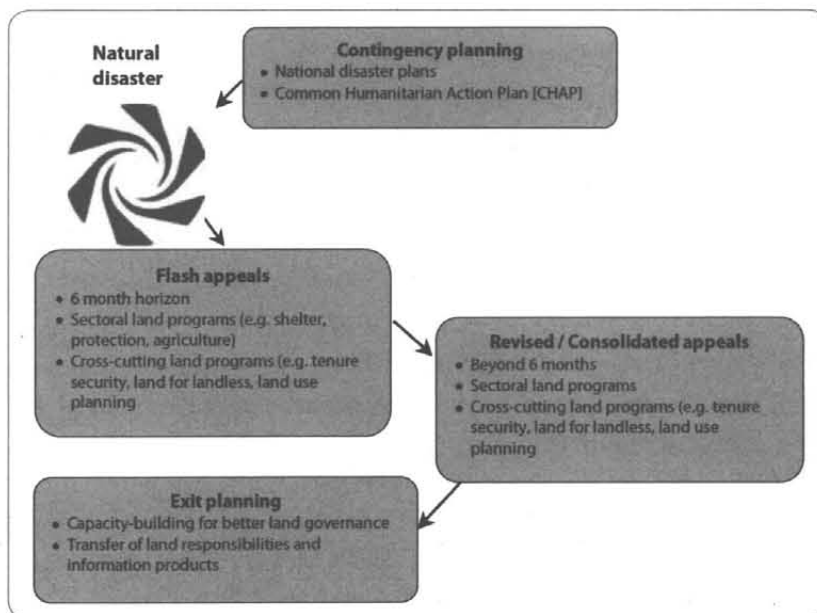 Natural
disaster
Contingency planning
• National disaster plans
• Common Humanitarian Action Plan [CHAP]
Flash appeals
• 6 month horizon
• Sectoral land programs (e.g. shelter,
protection, agriculture)
• Cross-cutting land programs (e.g. tenure
security, land for landless, land use
planning
Revised / Consolidated appeals
• Beyond 6 months
• Sectoral land programs
• Cross-cutting land programs (e.g. tenure
security, land for landless, land use
planning
Exit planning
• Capacity-building for better land governance
• Transfer of land responsibilities and
information products